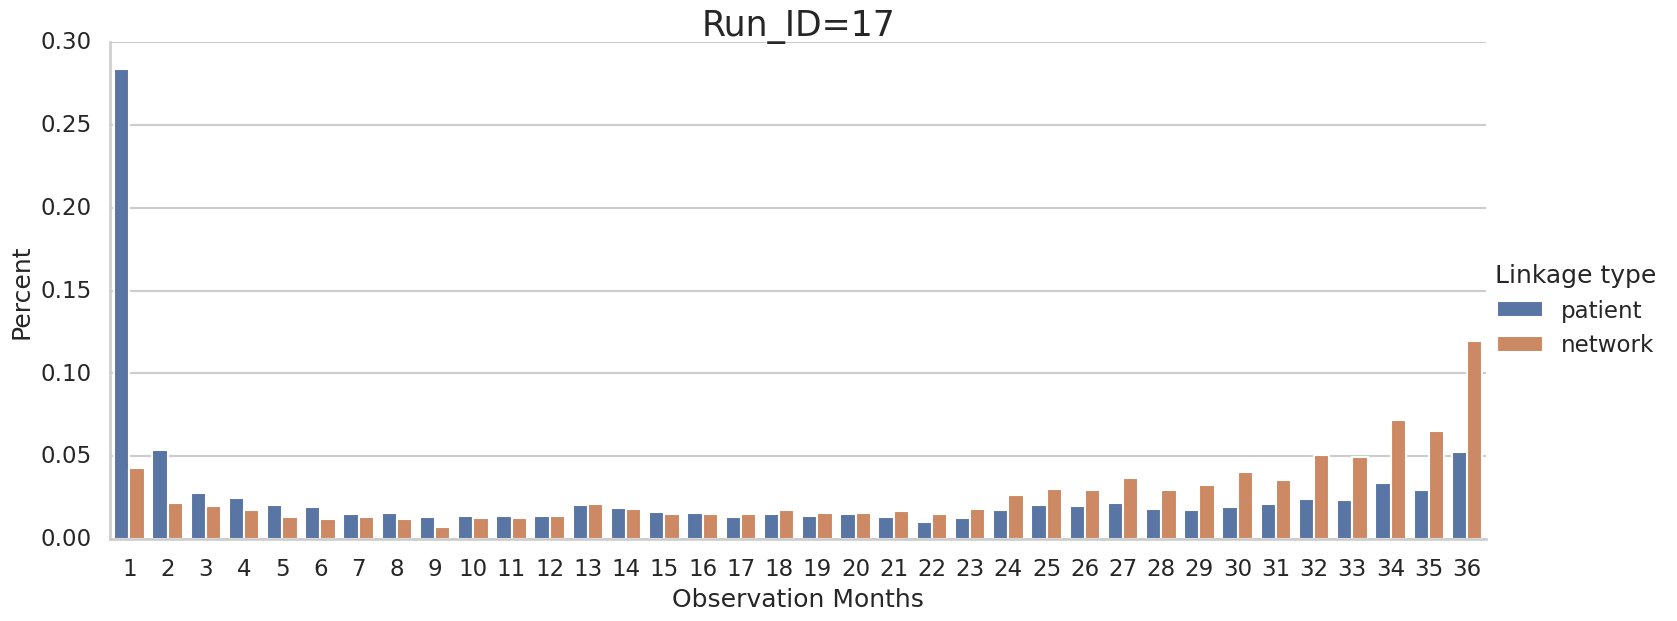 Run_ID=17
0.30
0.25
0.20
0.15
0.10
0.05
0.00
Percent
1 2 3 4 5 6 7 8 9 10 11 12 13 14 15 16 17 18 19 20 21 22 23 24 25 26 27 28 29 30 31 32 33 34 35 36
Observation Months
Linkage type
patient
network